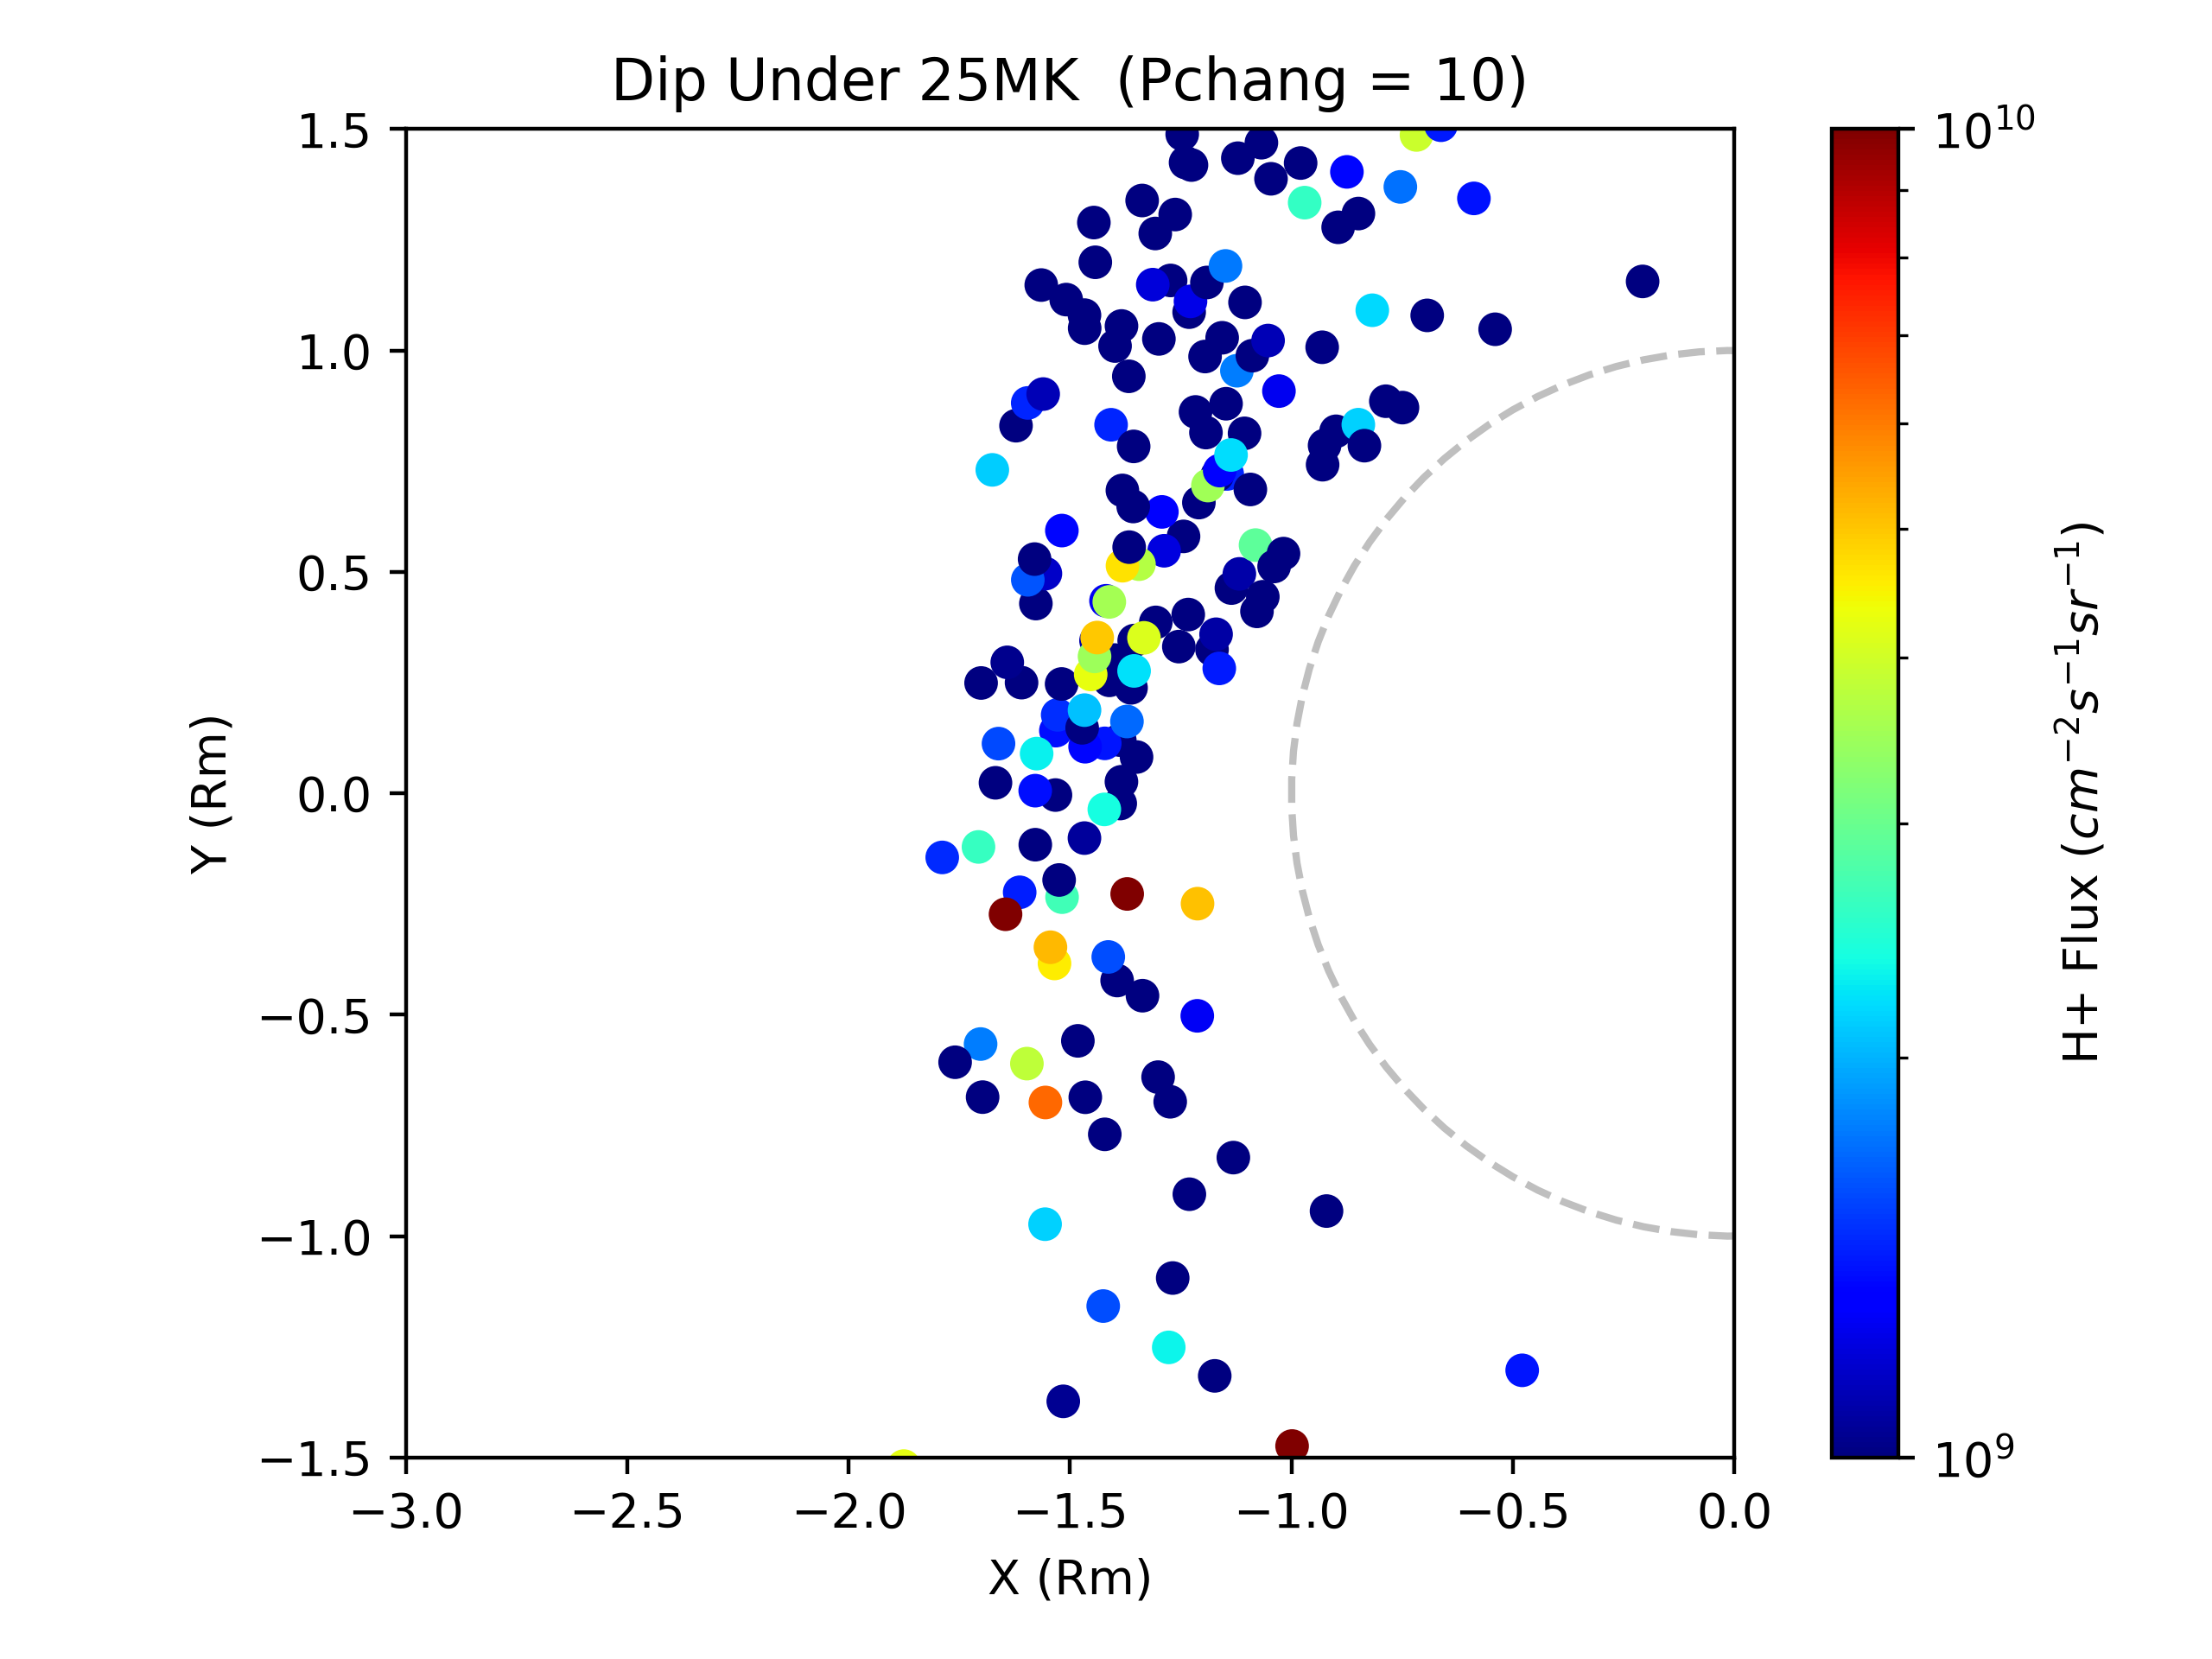 Dip Under 25MK  (Pchang = 10)
1.5
1.0
0.5
0.0
−0.5
−1.0
−1.5
Y (Rm)
−3.0 −2.5 −2.0 −1.5 −1.0 −0.5 0.0
X (Rm)
10¹⁰
10⁹
H+ Flux (cm⁻²s⁻¹sr⁻¹)